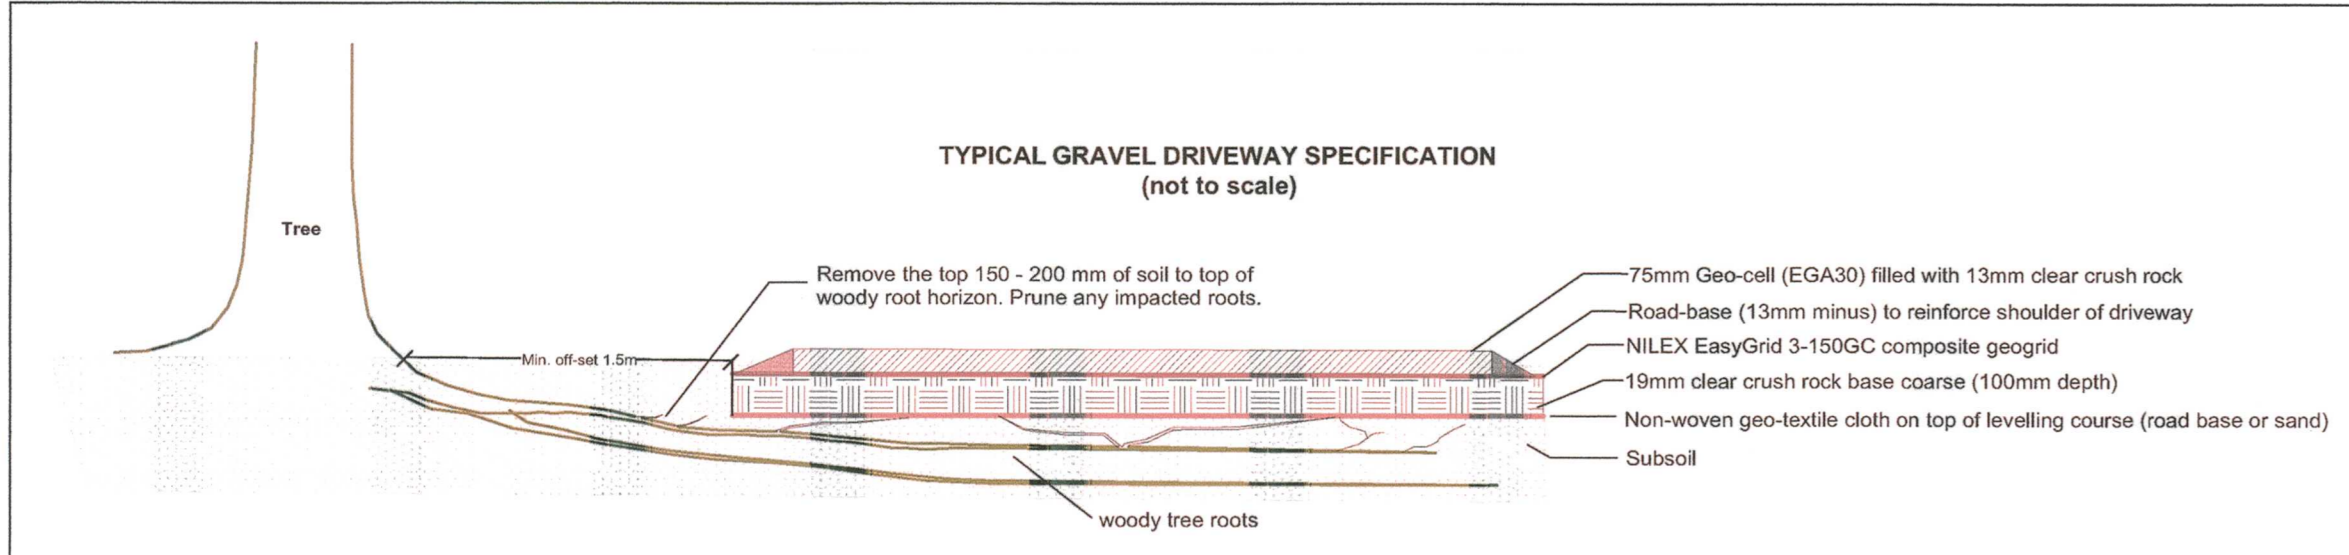 TYPICAL GRAVEL DRIVEWAY SPECIFICATION
(not to scale)
Tree
Remove the top 150 - 200 mm of soil to top of
woody root horizon. Prune any impacted roots.
Min. off-set 1.5m
75mm Geo-cell (EGA30) filled with 13mm clear crush rock
Road-base (13mm minus) to reinforce shoulder of driveway
NILEX EasyGrid 3-150GC composite geogrid
19mm clear crush rock base coarse (100mm depth)
Non-woven geo-textile cloth on top of levelling course (road base or sand)
Subsoil
woody tree roots